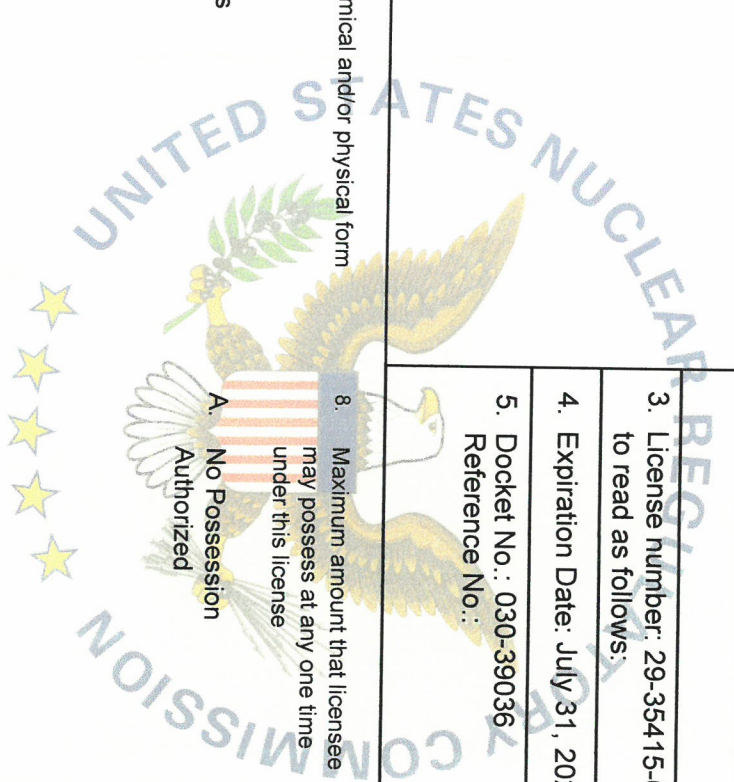 3. License number: 29-35415-
to read as follows:
4. Expiration Date: July 31, 20
5. Docket No.: 030-39036
Reference No.:
mical and/or physical form
8. Maximum amount that licensee
may possess at any one time
under this license
A. No Possession
Authorized
s
UNITED STATES NUCLEAR REGULATORY COMMISSION